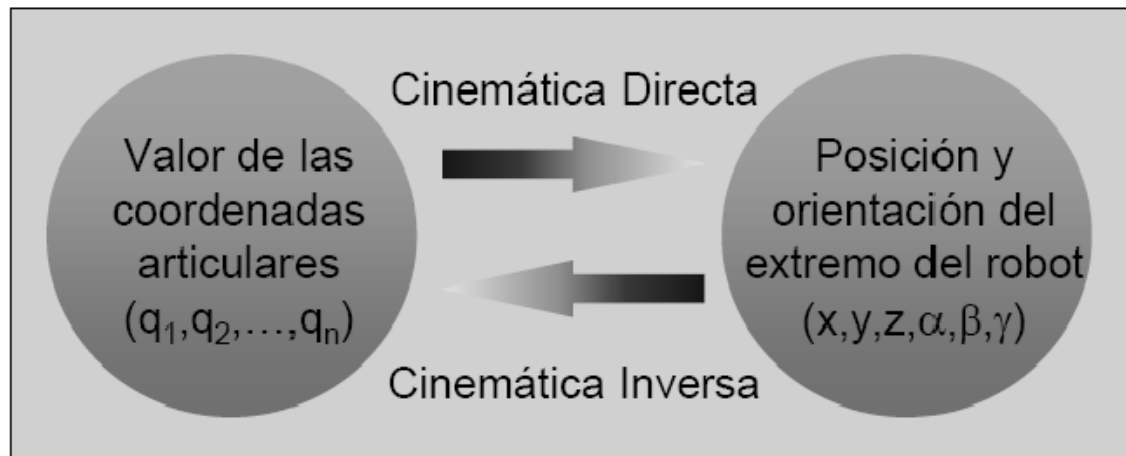 Cinemática Directa
Valor de las
coordenadas
articulares
(q₁,q₂,...,qₙ)
Posición y
orientación del
extremo del robot
(x,y,z,α,β,γ)
Cinemática Inversa